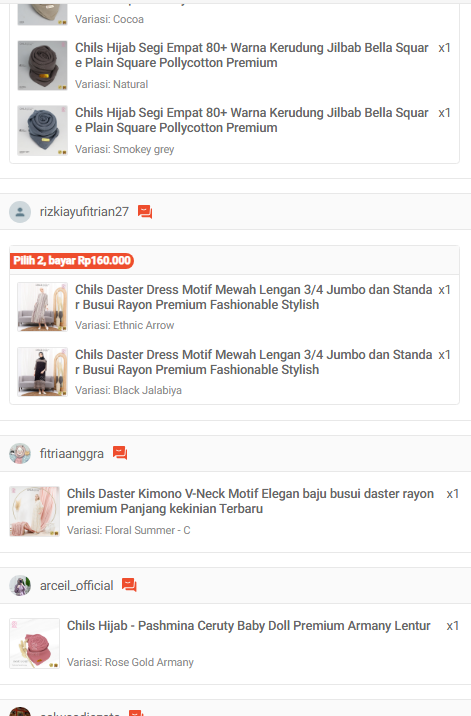 Variasi: Cocoa
Chils Hijab Segi Empat 80+ Warna Kerudung Jilbab Bella Squar x1
e Plain Square Pollycotton Premium
Variasi: Natural
Chils Hijab Segi Empat 80+ Warna Kerudung Jilbab Bella Squar x1
e Plain Square Pollycotton Premium
Variasi: Smokey grey
rizkiayufitrian27
Pilih 2, bayar Rp160.000
Chils Daster Dress Motif Mewah Lengan 3/4 Jumbo dan Standa x1
r Busui Rayon Premium Fashionable Stylish
Variasi: Ethnic Arrow
Chils Daster Dress Motif Mewah Lengan 3/4 Jumbo dan Standa x1
r Busui Rayon Premium Fashionable Stylish
Variasi: Black Jalabiya
fitriaanggra
Chils Daster Kimono V-Neck Motif Elegan baju busui daster rayon x1
premium Panjang kekinian Terbaru
Variasi: Floral Summer - C
arceil_official
Chils Hijab - Pashmina Ceruty Baby Doll Premium Armany Lentur x1
Variasi: Rose Gold Armany